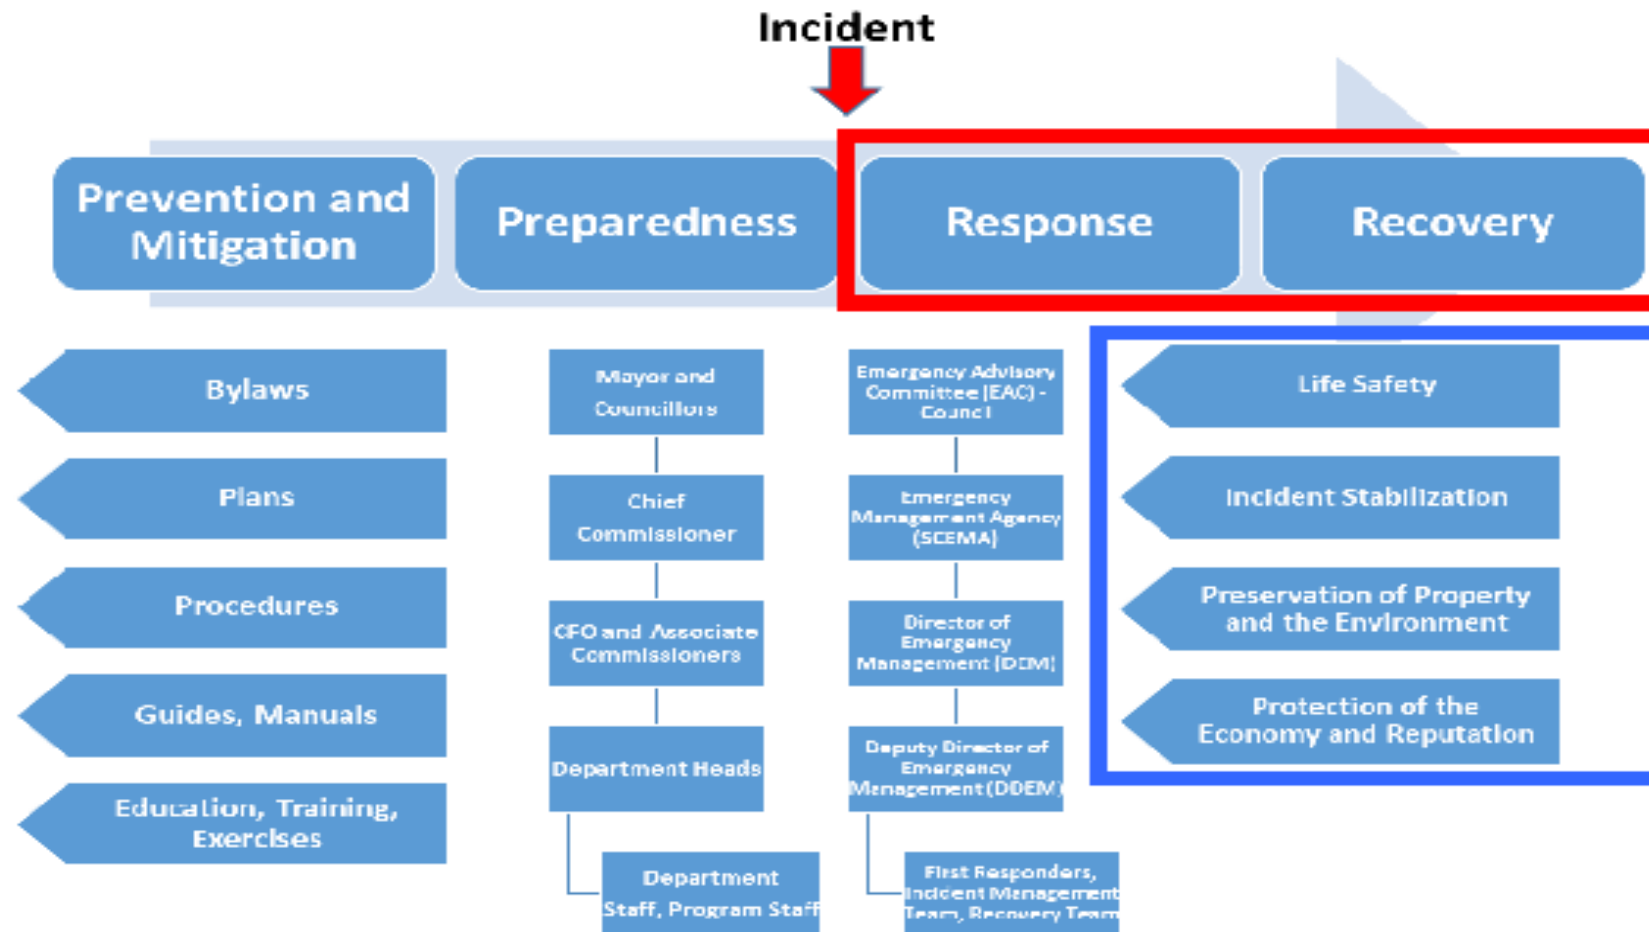 Incident
Prevention and
Mitigation
Preparedness
Response
Recovery
Bylaws
Plans
Procedures
Guides, Manuals
Education, Training,
Exercises
Mayor and
Councillors
Chief
Commissioner
CFO and Associate
Commissioners
Department Heads
Department
Staff, Program Staff
Emergency Advisory
Committee (EAC) -
Council
Emergency
Management Agency
(SCEMA)
Director of
Emergency
Management (DEM)
Deputy Director of
Emergency
Management (DDEM)
First Responders,
Incident Management
Team, Recovery Team
Life Safety
Incident Stabilization
Preservation of Property
and the Environment
Protection of the
Economy and Reputation